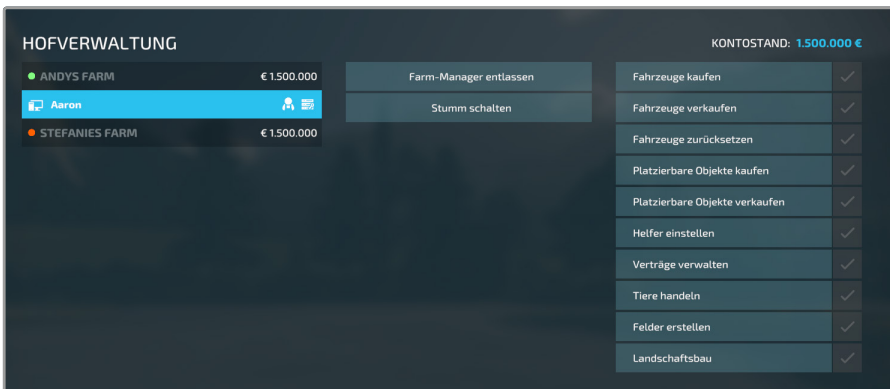 HOFVERWALTUNG
KONTOSTAND: 1.500.000 €
ANDYS FARM € 1.500.000
Aaron
STEFANIES FARM € 1.500.000
Farm-Manager entlassen
Stumm schalten
Fahrzeuge kaufen
Fahrzeuge verkaufen
Fahrzeuge zurücksetzen
Platzierbare Objekte kaufen
Platzierbare Objekte verkaufen
Helfer einstellen
Verträge verwalten
Tiere handeln
Felder erstellen
Landschaftsbau